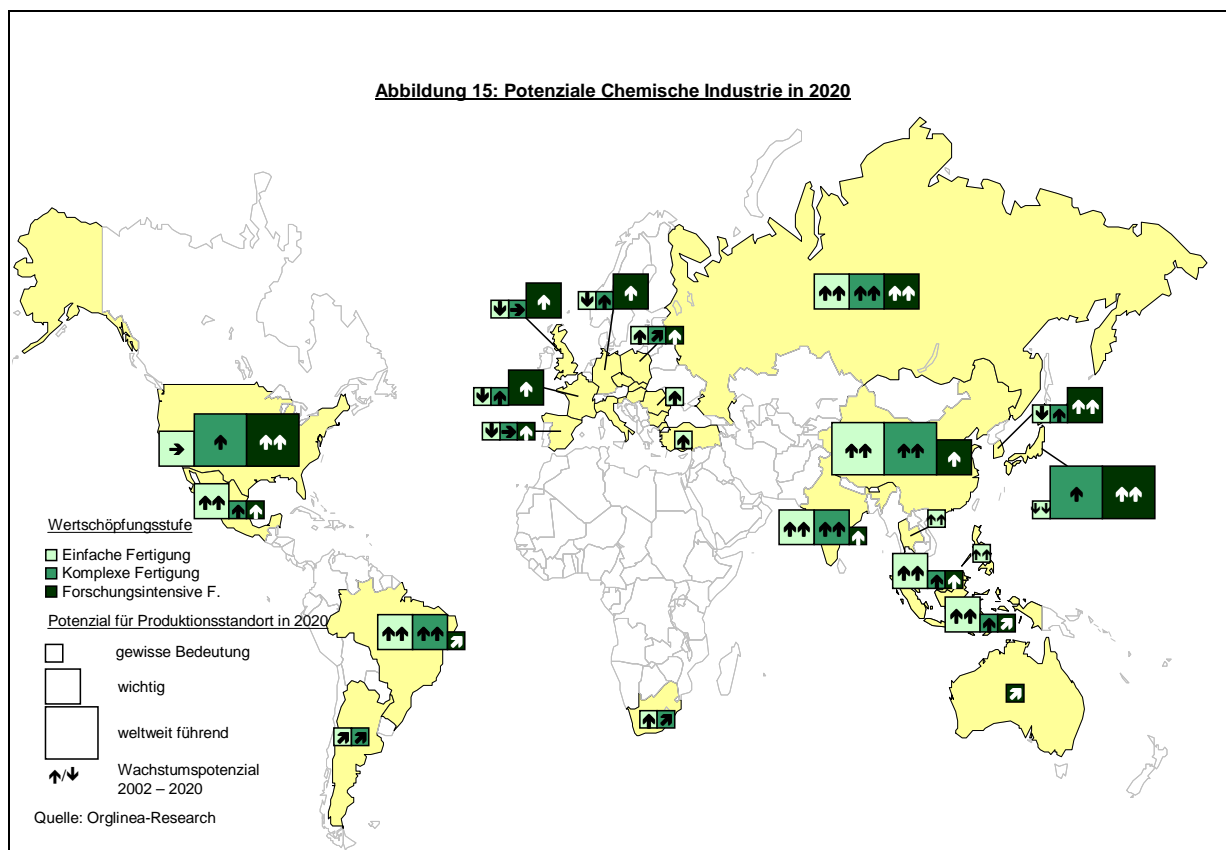 Abbildung 15: Potenziale Chemische Industrie in 2020
Wertschöpfungsstufe
Einfache Fertigung
Komplexe Fertigung
Forschungsintensive F.
Potenzial für Produktionsstandort in 2020
gewisse Bedeutung
wichtig
weltweit führend
↑/↓ Wachstumspotenzial
2002 – 2020
Quelle: Orglinea-Research